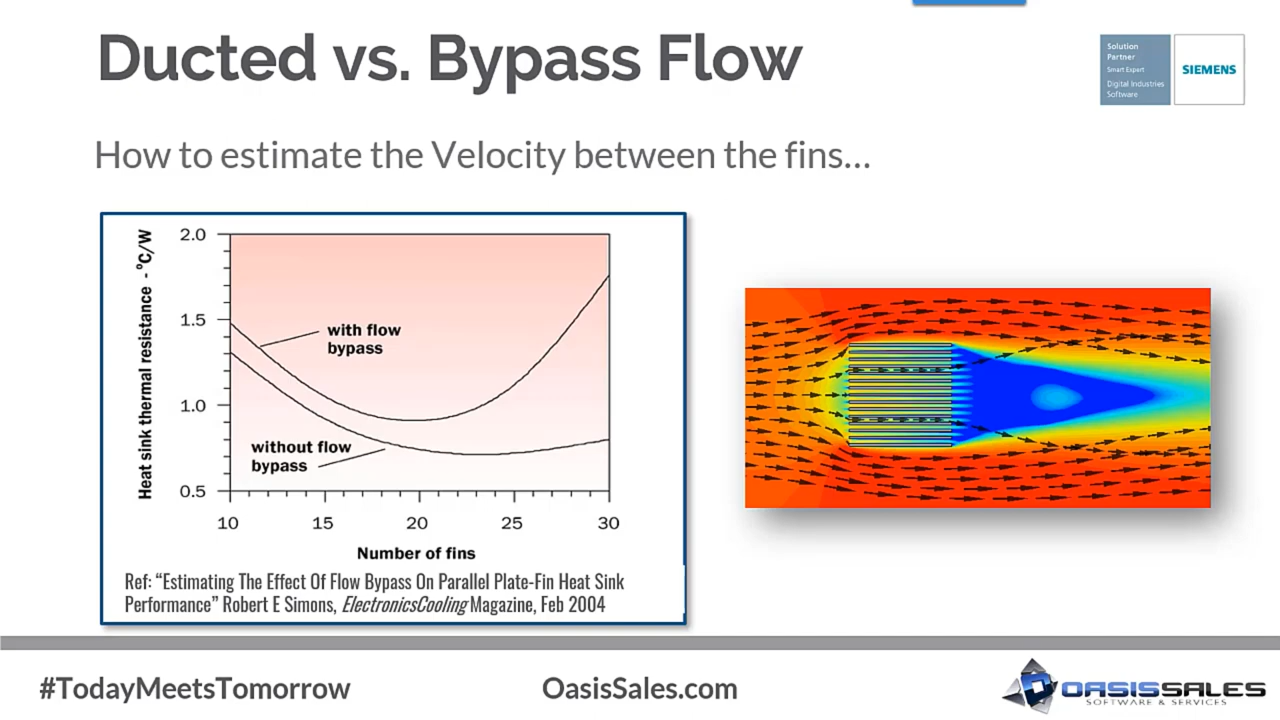 Ducted vs. Bypass Flow
Solution
Partner
Smart Expert
Digital Industries
Software
SIEMENS
How to estimate the Velocity between the fins...
Heat sink thermal resistance - °C/W
2.0
1.5
1.0
0.5
with flow
bypass
without flow
bypass
10 15 20 25 30
Number of fins
Ref: “Estimating The Effect Of Flow Bypass On Parallel Plate-Fin Heat Sink
Performance” Robert E Simons, ElectronicsCooling Magazine, Feb 2004
#TodayMeetsTomorrow
OasisSales.com
OASISSALES
SOFTWARE & SERVICES